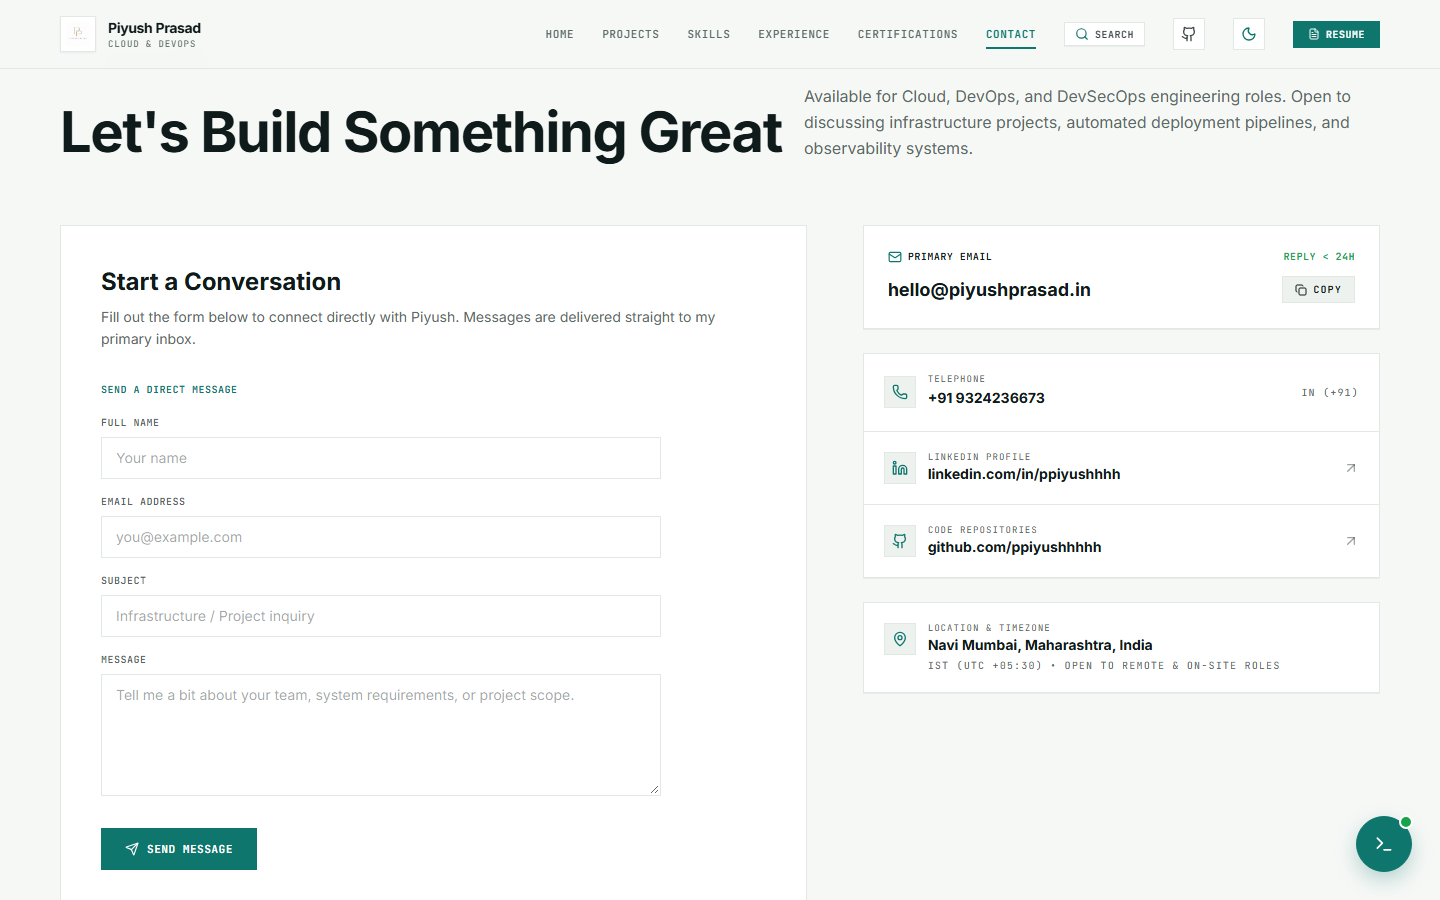 Piyush Prasad
CLOUD & DEVOPS
HOME
PROJECTS
SKILLS
EXPERIENCE
CERTIFICATIONS
CONTACT
SEARCH
RESUME
Let's Build Something Great
Available for Cloud, DevOps, and DevSecOps engineering roles. Open to
discussing infrastructure projects, automated deployment pipelines, and
observability systems.
Start a Conversation
Fill out the form below to connect directly with Piyush. Messages are delivered straight to my
primary inbox.
SEND A DIRECT MESSAGE
FULL NAME
Your name
EMAIL ADDRESS
you@example.com
SUBJECT
Infrastructure / Project inquiry
MESSAGE
Tell me a bit about your team, system requirements, or project scope.
SEND MESSAGE
PRIMARY EMAIL
REPLY < 24H
hello@piyushprasad.in
COPY
TELEPHONE
+91 9324236673
IN (+91)
LINKEDIN PROFILE
linkedin.com/in/ppiyushhhh
CODE REPOSITORIES
github.com/ppiyushhhhh
LOCATION & TIMEZONE
Navi Mumbai, Maharashtra, India
IST (UTC +05:30) • OPEN TO REMOTE & ON-SITE ROLES